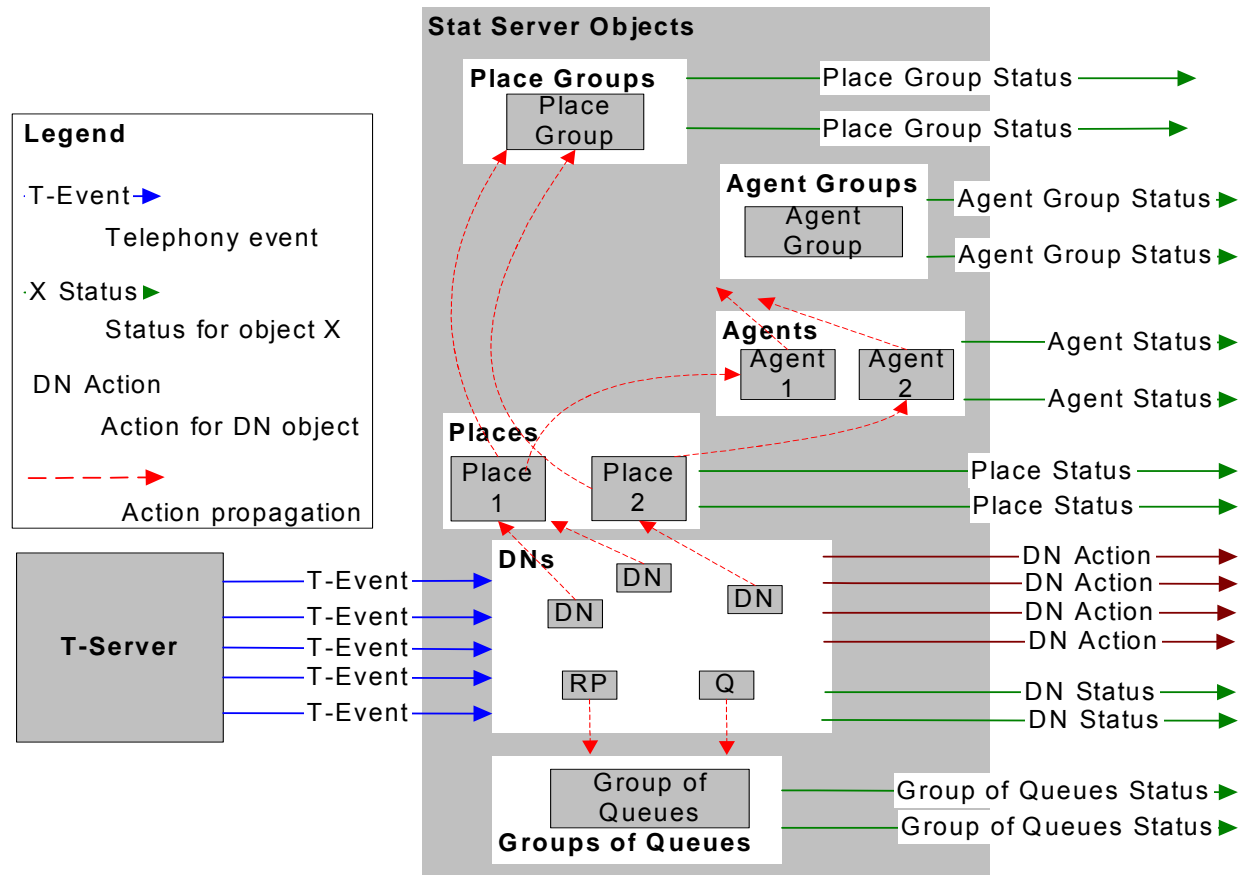 Stat Server Objects
Place Groups
Place
Group
Place Group Status
Place Group Status
Legend
T-Event
Telephony event
X Status
Status for object X
DN Action
Action for DN object
Action propagation
Agent Groups
Agent
Group
Agent Group Status
Agent Group Status
Agents
Agent
1
Agent
2
Agent Status
Agent Status
Places
Place
1
Place
2
Place Status
Place Status
T-Server
T-Event
T-Event
T-Event
T-Event
T-Event
DNs
DN
DN
DN
RP
Q
DN Action
DN Action
DN Action
DN Action
DN Status
DN Status
Group of
Queues
Groups of Queues
Group of Queues Status
Group of Queues Status